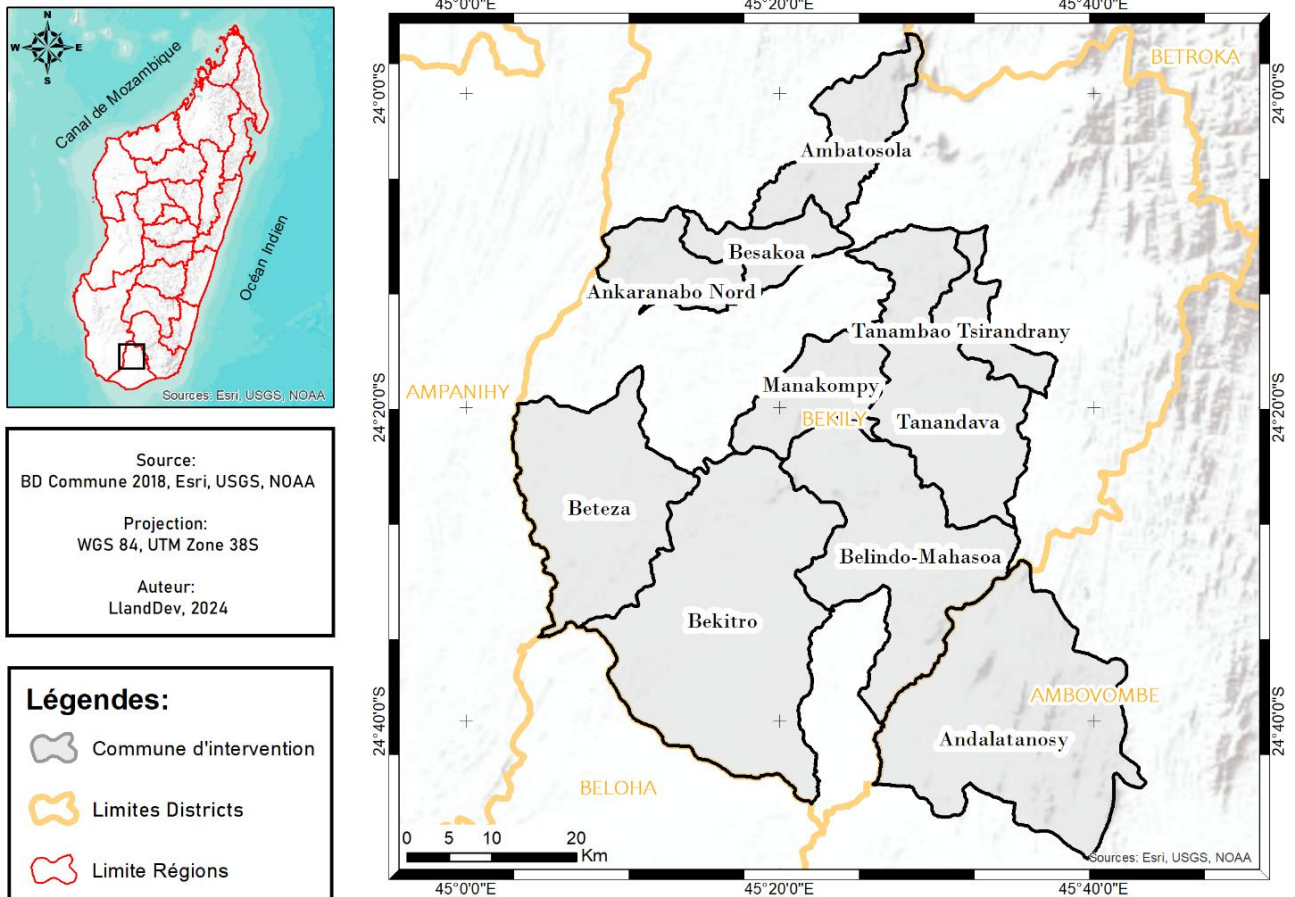 N
W
E
S
Canal de Mozambique
Océan Indien
Sources: Esri, USGS, NOAA
Source:
BD Commune 2018, Esri, USGS, NOAA
Projection:
WGS 84, UTM Zone 38S
Auteur:
LlandDev, 2024
Légendes:
Commune d'intervention
Limites Districts
Limite Régions
45°0'0"E
45°20'0"E
45°40'0"E
24°0'0"S
24°0'0"S
24°20'0"S
24°20'0"S
24°40'0"S
24°40'0"S
BETROKA
Ambatosola
Besakoa
Ankaranabo Nord
Tanambao Tsirandrany
Manakompy
AMPANIHY
BEKILY
Tanandava
Beteza
Belindo-Mahasoa
Bekitro
AMBOVOMBE
Andalatanosy
BELOHA
0 5 10 20
Km
Sources: Esri, USGS, NOAA
45°0'0"E
45°20'0"E
45°40'0"E